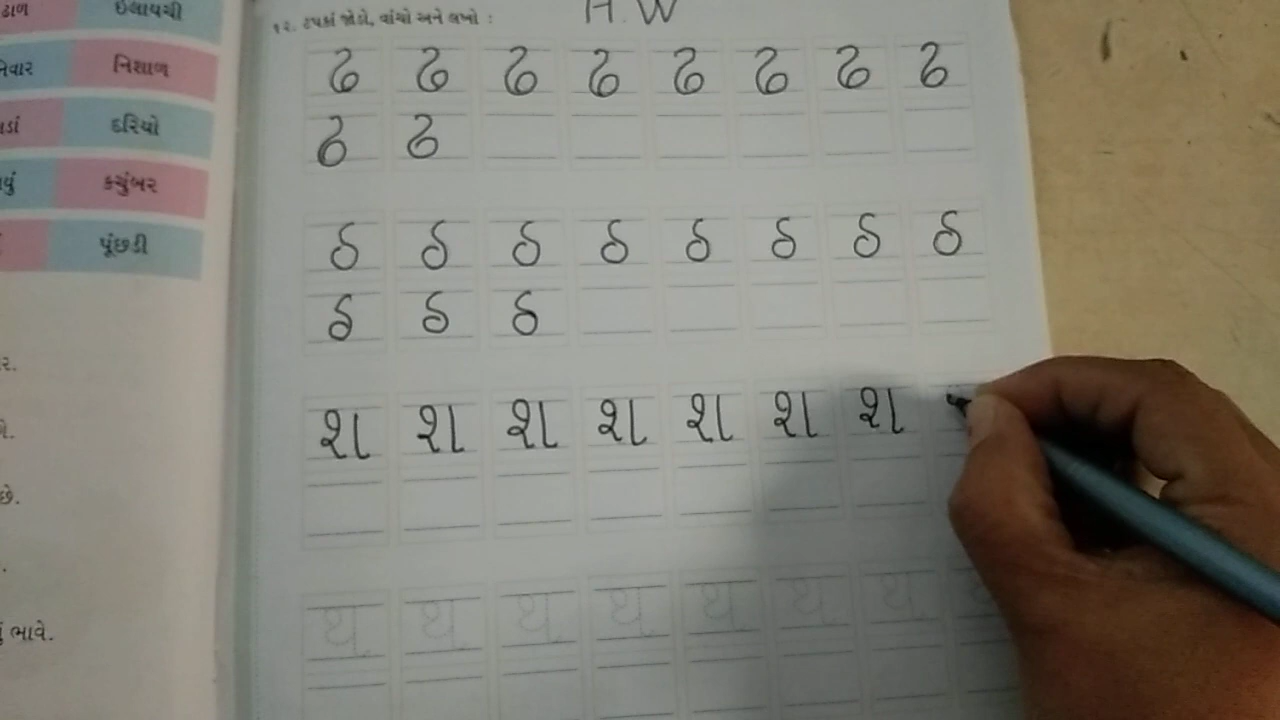 ઢાળ ઇલાયચી
નિશાળ
દરિયો
કચુંબર
પૂંછડી
છે.
ભાવે.
૧૨. ટપકાં જોડો, વાંચો અને લખો :
H.W
ઢ ઢ ઢ ઢ ઢ ઢ ઢ ઢ
ઢ ઢ
ઠ ઠ ઠ ઠ ઠ ઠ ઠ ઠ
ઠ ઠ ઠ
શ શ શ શ શ શ શ
થ થ થ થ થ થ થ